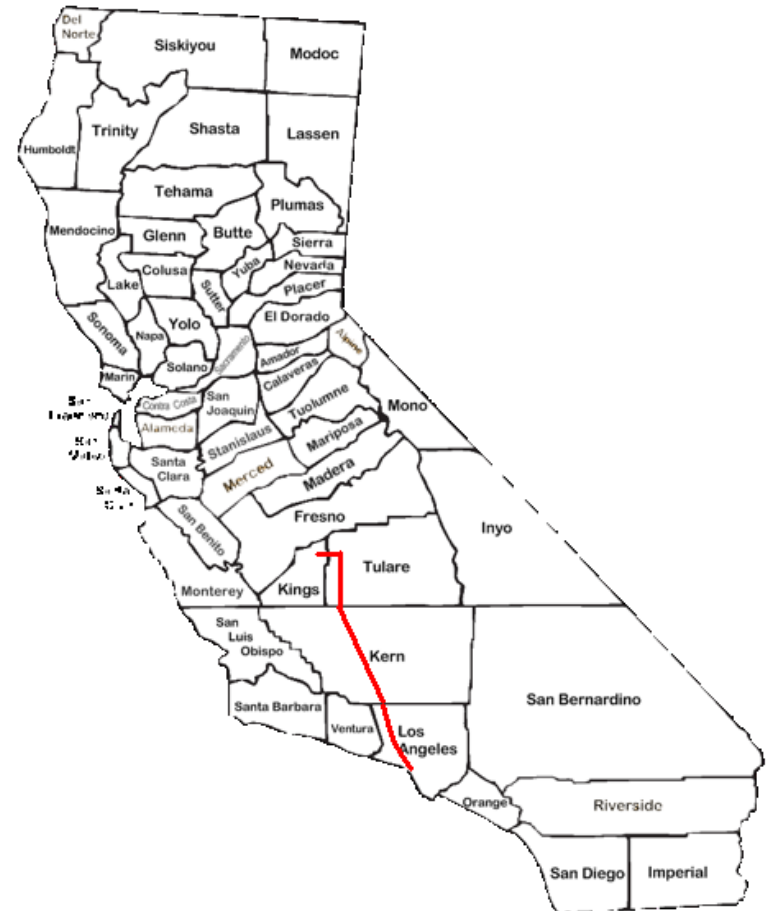 Del
Norte
Siskiyou
Modoc
Humboldt
Trinity
Shasta
Lassen
Tehama
Plumas
Mendocino
Glenn
Butte
Sierra
Lake
Colusa
Sutter
Yuba
Nevada
Placer
El Dorado
Sonoma
Napa
Yolo
Sacramento
Amador
Alpine
Marin
Solano
Calaveras
Contra Costa
San
Joaquin
Tuolumne
Mono
Alameda
Stanislaus
Mariposa
San
Santa
Clara
Merced
Madera
San Benito
Fresno
Inyo
Monterey
Kings
Tulare
San
Luis
Obispo
Kern
Santa Barbara
Ventura
Los
Angeles
San Bernardino
Orange
Riverside
San Diego
Imperial